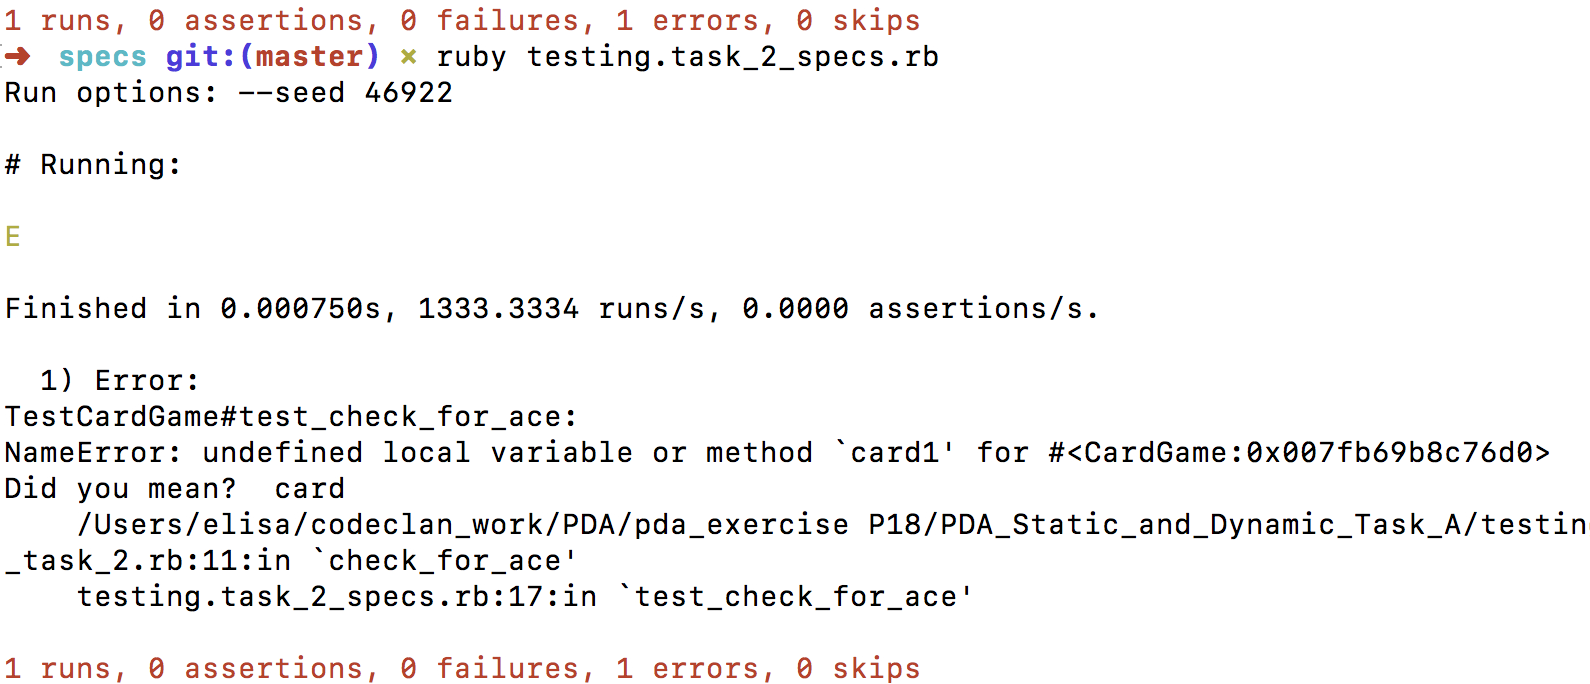 1 runs, 0 assertions, 0 failures, 1 errors, 0 skips
➜  specs git:(master) ✗ ruby testing.task_2_specs.rb
Run options: --seed 46922

# Running:

E

Finished in 0.000750s, 1333.3334 runs/s, 0.0000 assertions/s.

  1) Error:
TestCardGame#test_check_for_ace:
NameError: undefined local variable or method `card1' for #<CardGame:0x007fb69b8c76d0>
Did you mean?  card
    /Users/elisa/codeclan_work/PDA/pda_exercise P18/PDA_Static_and_Dynamic_Task_A/testing
_task_2.rb:11:in `check_for_ace'
    testing.task_2_specs.rb:17:in `test_check_for_ace'

1 runs, 0 assertions, 0 failures, 1 errors, 0 skips